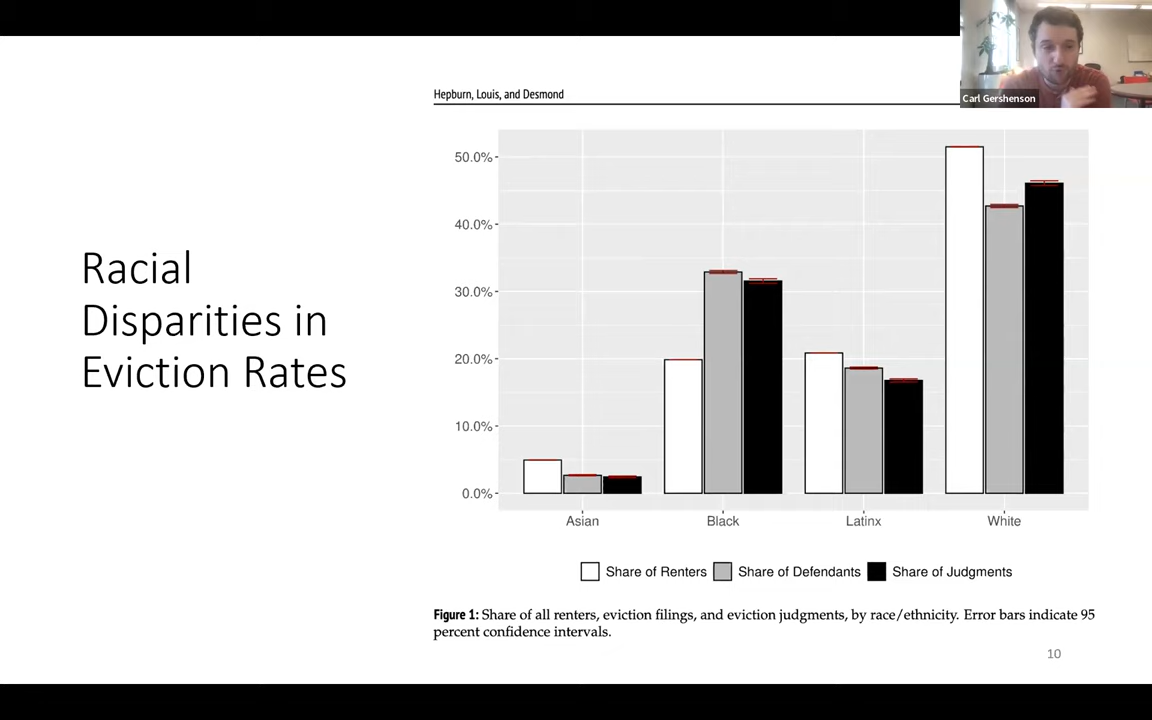 Carl Gershenson
Hepburn, Louis, and Desmond
Racial
Disparities in
Eviction Rates
50.0%
40.0%
30.0%
20.0%
10.0%
0.0%
Asian Black Latinx White
Share of Renters Share of Defendants Share of Judgments
Figure 1: Share of all renters, eviction filings, and eviction judgments, by race/ethnicity. Error bars indicate 95
percent confidence intervals.
10